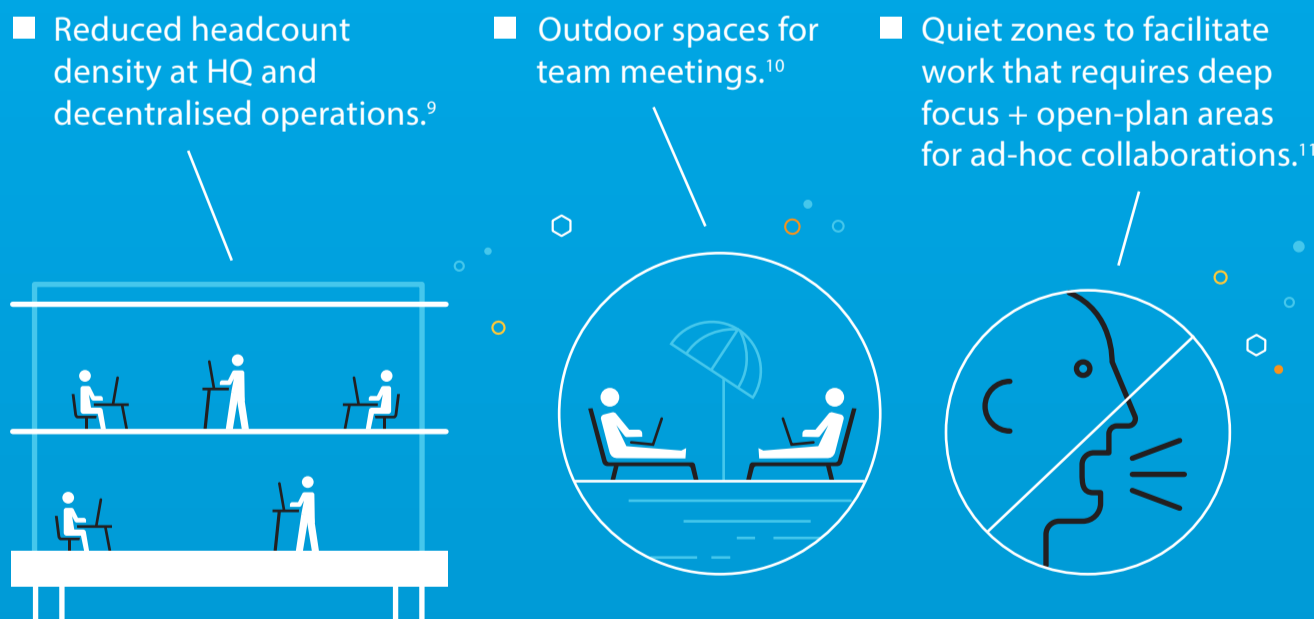 Reduced headcount
density at HQ and
decentralised operations.⁹
Outdoor spaces for
team meetings.¹⁰
Quiet zones to facilitate
work that requires deep
focus + open-plan areas
for ad-hoc collaborations.¹¹